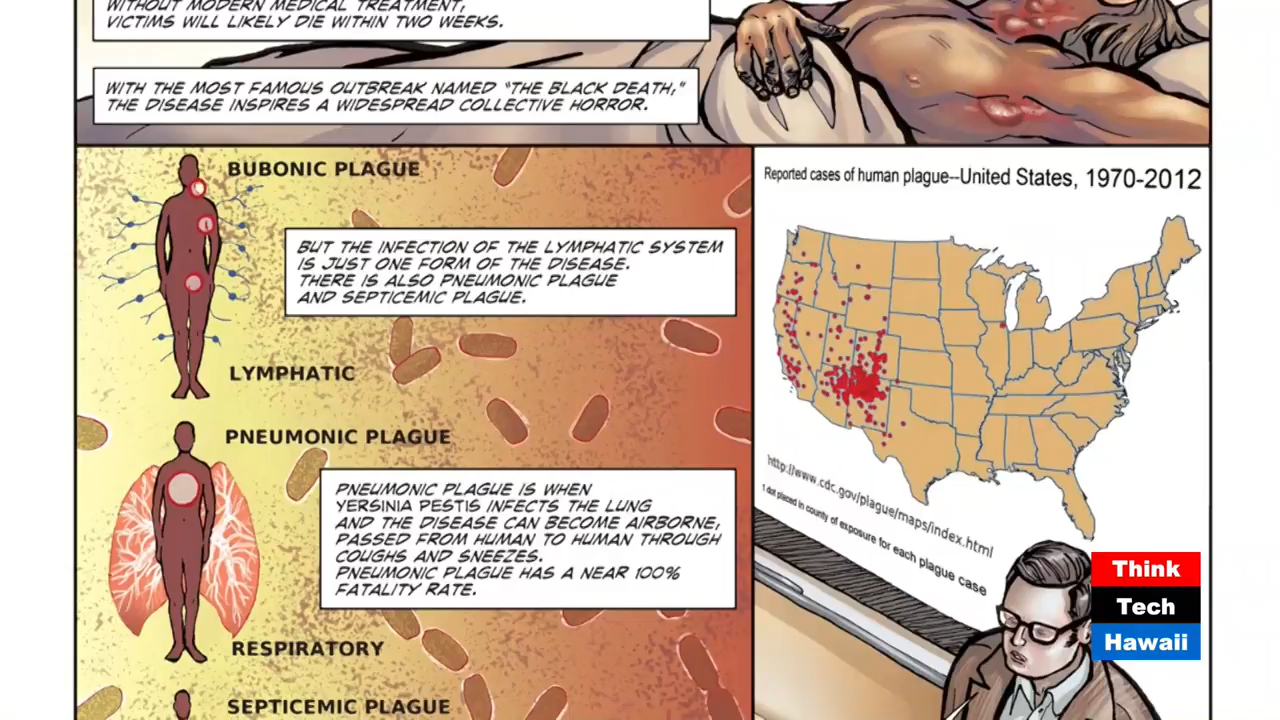 WITHOUT MODERN MEDICAL TREATMENT,
VICTIMS WILL LIKELY DIE WITHIN TWO WEEKS.
WITH THE MOST FAMOUS OUTBREAK NAMED "THE BLACK DEATH,"
THE DISEASE INSPIRES A WIDESPREAD COLLECTIVE HORROR.
BUBONIC PLAGUE
BUT THE INFECTION OF THE LYMPHATIC SYSTEM
IS JUST ONE FORM OF THE DISEASE.
THERE IS ALSO PNEUMONIC PLAGUE
AND SEPTICEMIC PLAGUE.
LYMPHATIC
PNEUMONIC PLAGUE
PNEUMONIC PLAGUE IS WHEN
YERSINIA PESTIS INFECTS THE LUNG
AND THE DISEASE CAN BECOME AIRBORNE,
PASSED FROM HUMAN TO HUMAN THROUGH
COUGHS AND SNEEZES.
PNEUMONIC PLAGUE HAS A NEAR 100%
FATALITY RATE.
RESPIRATORY
SEPTICEMIC PLAGUE
Reported cases of human plague--United States, 1970-2012
http://www.cdc.gov/plague/maps/index.html
1 dot placed in county of exposure for each plague case
Think
Tech
Hawaii